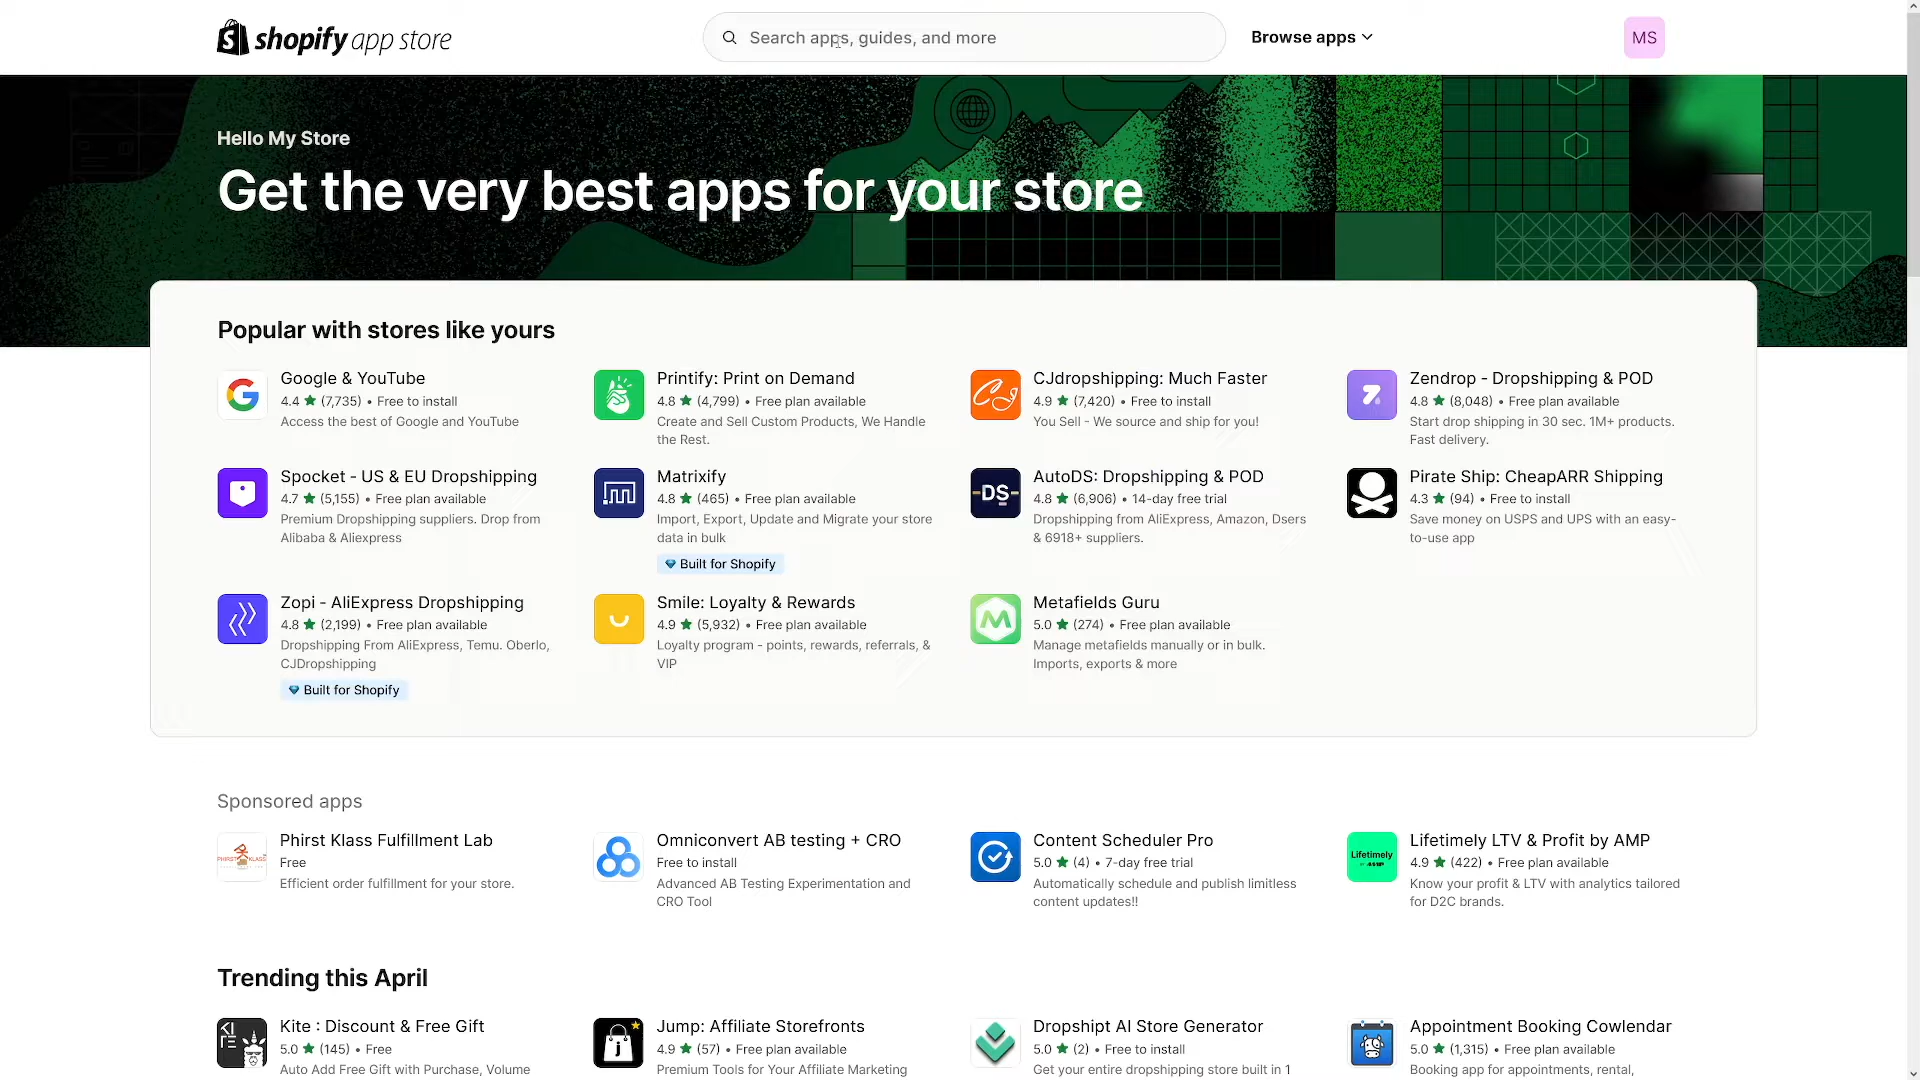 shopify app store
Search apps, guides, and more
Browse apps
MS
Hello My Store
Get the very best apps for your store
Popular with stores like yours
Google & YouTube
4.4 ★ (7,735) • Free to install
Access the best of Google and YouTube
Printify: Print on Demand
4.8 ★ (4,799) • Free plan available
Create and Sell Custom Products, We Handle
the Rest.
CJdropshipping: Much Faster
4.9 ★ (7,420) • Free to install
You Sell - We source and ship for you!
Zendrop - Dropshipping & POD
4.8 ★ (8,048) • Free plan available
Start drop shipping in 30 sec. 1M+ products.
Fast delivery.
Spocket - US & EU Dropshipping
4.7 ★ (5,155) • Free plan available
Premium Dropshipping suppliers. Drop from
Alibaba & Aliexpress
Matrixify
4.8 ★ (465) • Free plan available
Import, Export, Update and Migrate your store
data in bulk
Built for Shopify
-DS-
AutoDS: Dropshipping & POD
4.8 ★ (6,906) • 14-day free trial
Dropshipping from AliExpress, Amazon, Dsers
& 6918+ suppliers.
Pirate Ship: CheapARR Shipping
4.3 ★ (94) • Free to install
Save money on USPS and UPS with an easy-
to-use app
Zopi - AliExpress Dropshipping
4.8 ★ (2,199) • Free plan available
Dropshipping From AliExpress, Temu. Oberlo,
CJDropshipping
Built for Shopify
Smile: Loyalty & Rewards
4.9 ★ (5,932) • Free plan available
Loyalty program - points, rewards, referrals, &
VIP
Metafields Guru
5.0 ★ (274) • Free plan available
Manage metafields manually or in bulk.
Imports, exports & more
Sponsored apps
Phirst Klass Fulfillment Lab
Free
Efficient order fulfillment for your store.
Omniconvert AB testing + CRO
Free to install
Advanced AB Testing Experimentation and
CRO Tool
Content Scheduler Pro
5.0 ★ (4) • 7-day free trial
Automatically schedule and publish limitless
content updates!!
Lifetimely
Lifetimely LTV & Profit by AMP
4.9 ★ (422) • Free plan available
Know your profit & LTV with analytics tailored
for D2C brands.
Trending this April
Kite : Discount & Free Gift
5.0 ★ (145) • Free
Auto Add Free Gift with Purchase, Volume
Jump: Affiliate Storefronts
4.9 ★ (57) • Free plan available
Premium Tools for Your Affiliate Marketing
Dropshipt AI Store Generator
5.0 ★ (2) • Free to install
Get your entire dropshipping store built in 1
Appointment Booking Cowlendar
5.0 ★ (1,315) • Free plan available
Booking app for appointments, rental,